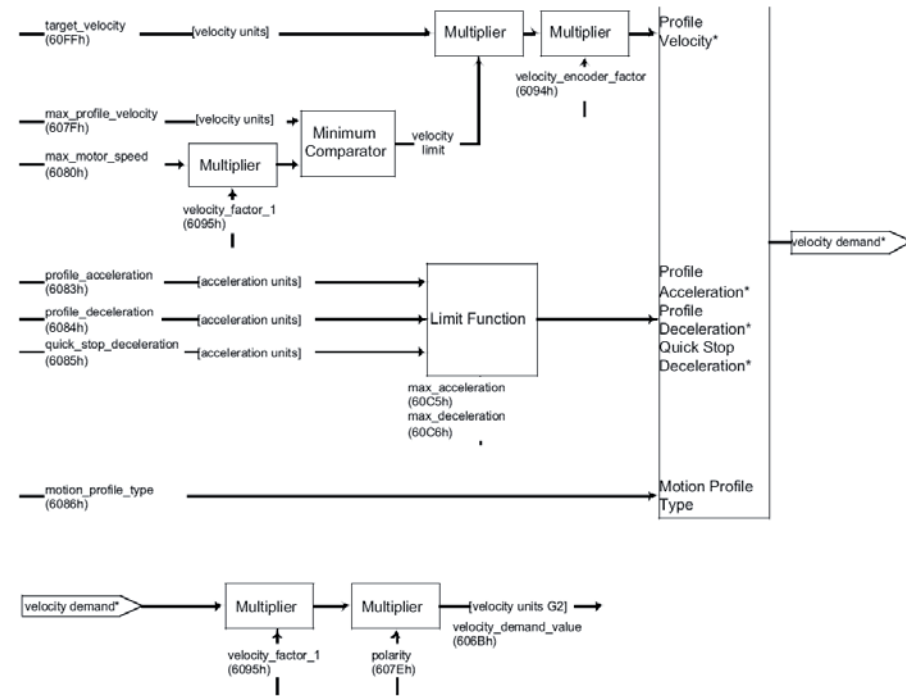 target_velocity
(60FFh)
[velocity units]
Multiplier
Multiplier
Profile
Velocity*
velocity_encoder_factor
(6094h)
max_profile_velocity
(607Fh)
[velocity units]
Minimum
Comparator
velocity
limit
max_motor_speed
(6080h)
Multiplier
velocity_factor_1
(6095h)
velocity demand*
profile_acceleration
(6083h)
[acceleration units]
profile_deceleration
(6084h)
[acceleration units]
quick_stop_deceleration
(6085h)
[acceleration units]
Limit Function
Profile
Acceleration*
Profile
Deceleration*
Quick Stop
Deceleration*
max_acceleration
(60C5h)
max_deceleration
(60C6h)
motion_profile_type
(6086h)
Motion Profile
Type
velocity demand*
Multiplier
Multiplier
[velocity units G2]
velocity_demand_value
(606Bh)
velocity_factor_1
(6095h)
polarity
(607Eh)